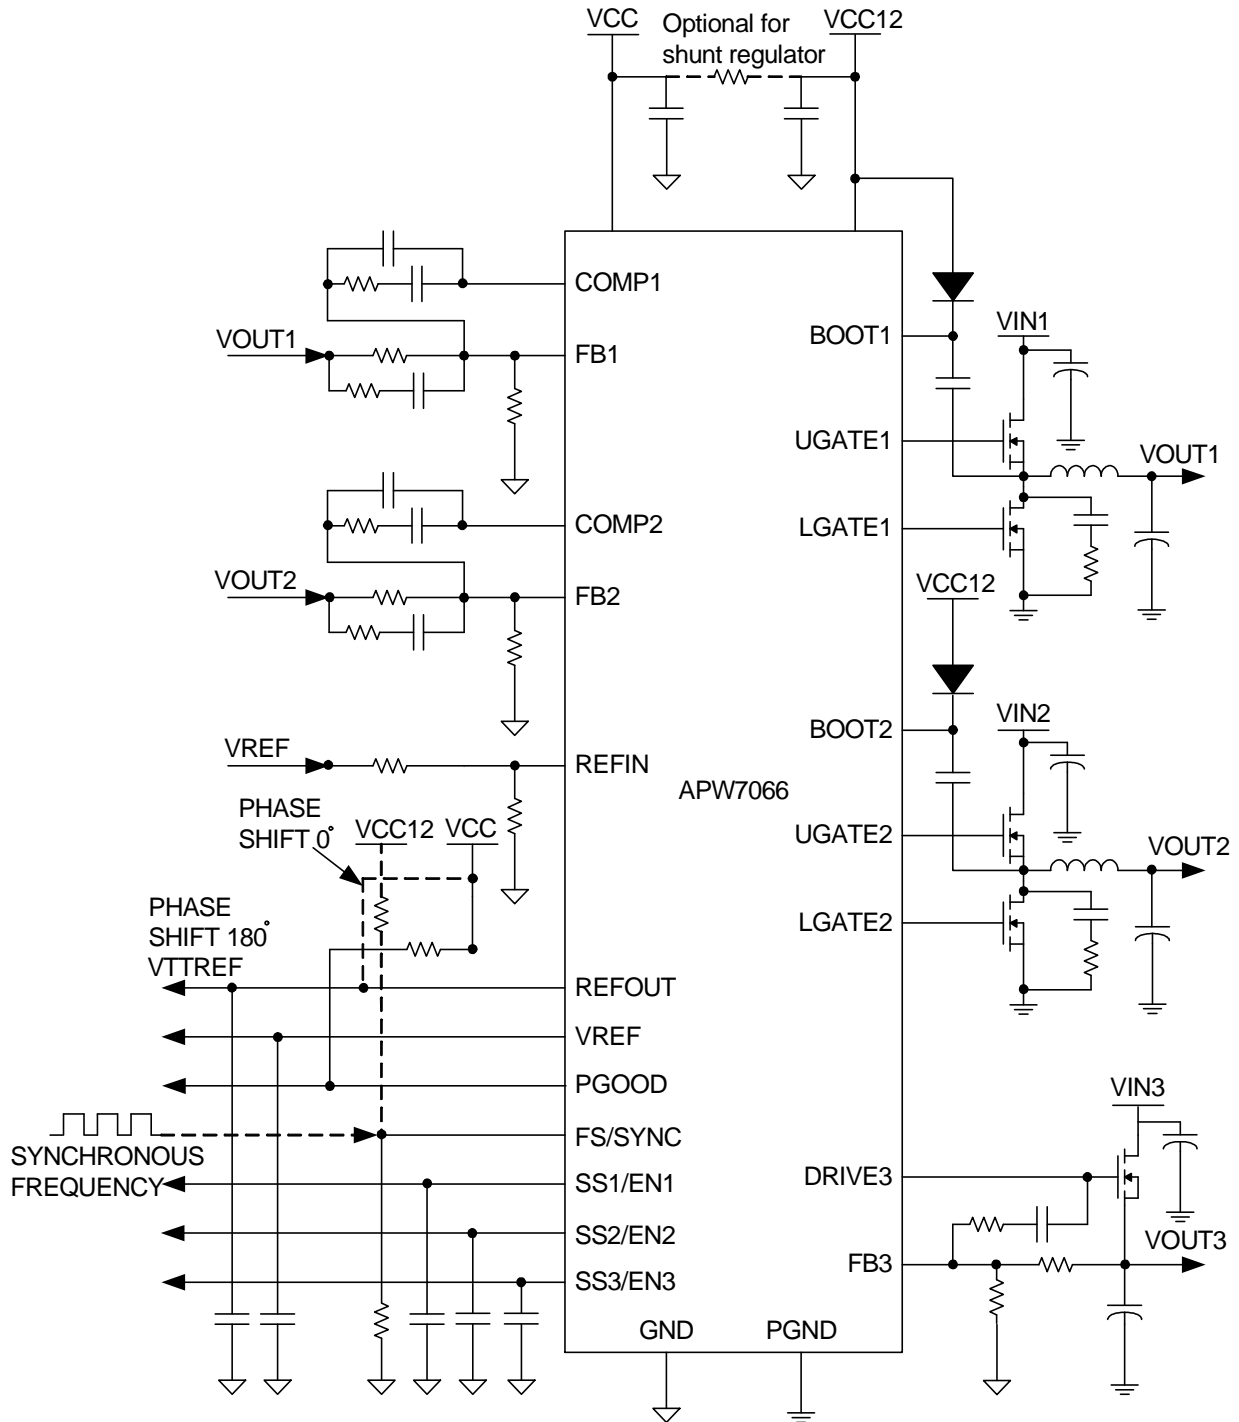 VCC
Optional for
shunt regulator
VCC12
COMP1
VOUT1
FB1
BOOT1
VIN1
UGATE1
VOUT1
LGATE1
COMP2
VOUT2
FB2
VCC12
BOOT2
VIN2
VREF
REFIN
APW7066
PHASE
SHIFT 0°
VCC12
VCC
UGATE2
VOUT2
LGATE2
PHASE
SHIFT 180°
VTTREF
REFOUT
VREF
PGOOD
FS/SYNC
SYNCHRONOUS
FREQUENCY
SS1/EN1
SS2/EN2
SS3/EN3
VIN3
DRIVE3
VOUT3
FB3
GND
PGND